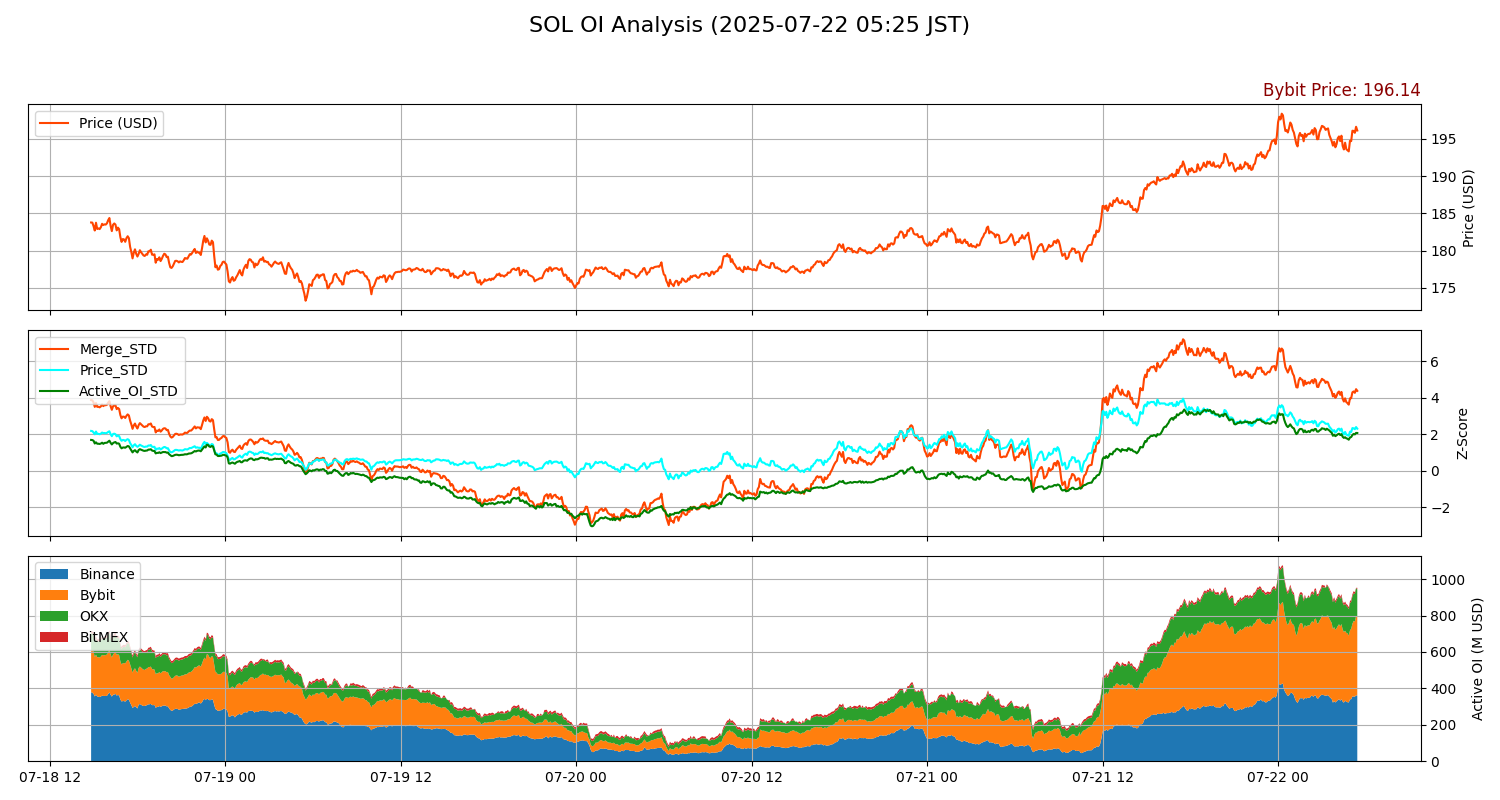 SOL OI Analysis (2025-07-22 05:25 JST)
Bybit Price: 196.14
Price (USD)
195
190
185
180
175
Price (USD)
Merge_STD
Price_STD
Active_OI_STD
6
4
2
0
−2
Z-Score
Binance
Bybit
OKX
BitMEX
1000
800
600
400
200
0
Active OI (M USD)
07-18 12
07-19 00
07-19 12
07-20 00
07-20 12
07-21 00
07-21 12
07-22 00